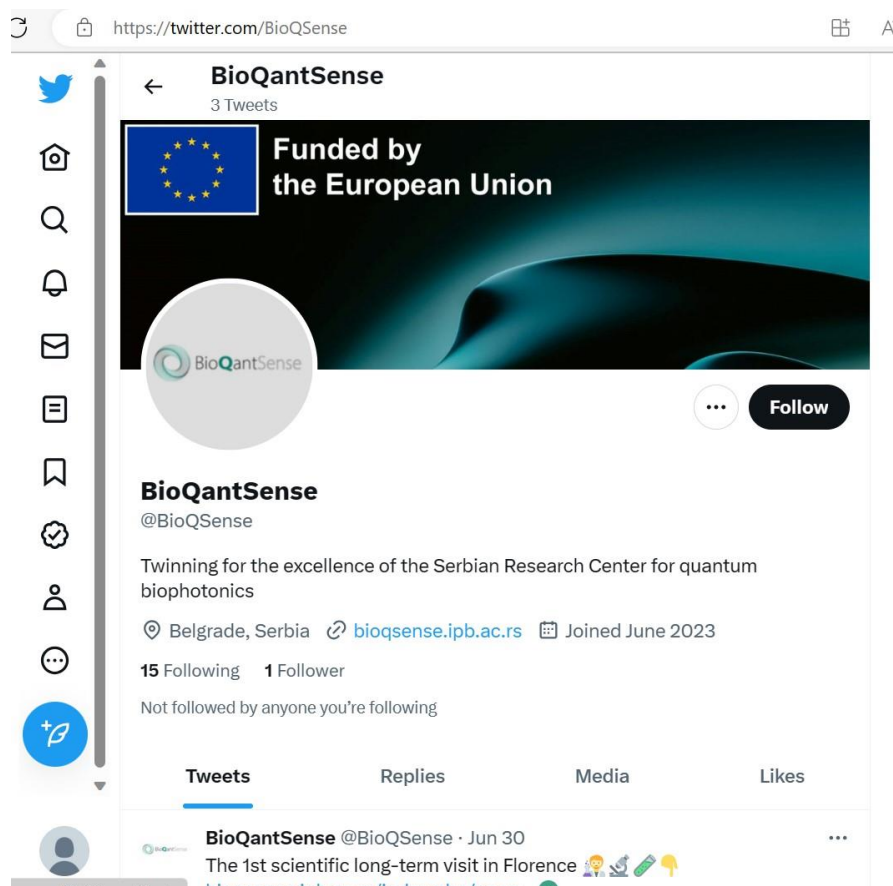 https://twitter.com/BioQSense
BioQantSense
3 Tweets
Funded by
the European Union
BioQantSense
Follow
BioQantSense
@BioQSense
Twinning for the excellence of the Serbian Research Center for quantum
biophotonics
Belgrade, Serbia bioqsense.ipb.ac.rs Joined June 2023
15 Following 1 Follower
Not followed by anyone you're following
Tweets Replies Media Likes
BioQantSense @BioQSense · Jun 30
BioQantSense
The 1st scientific long-term visit in Florence